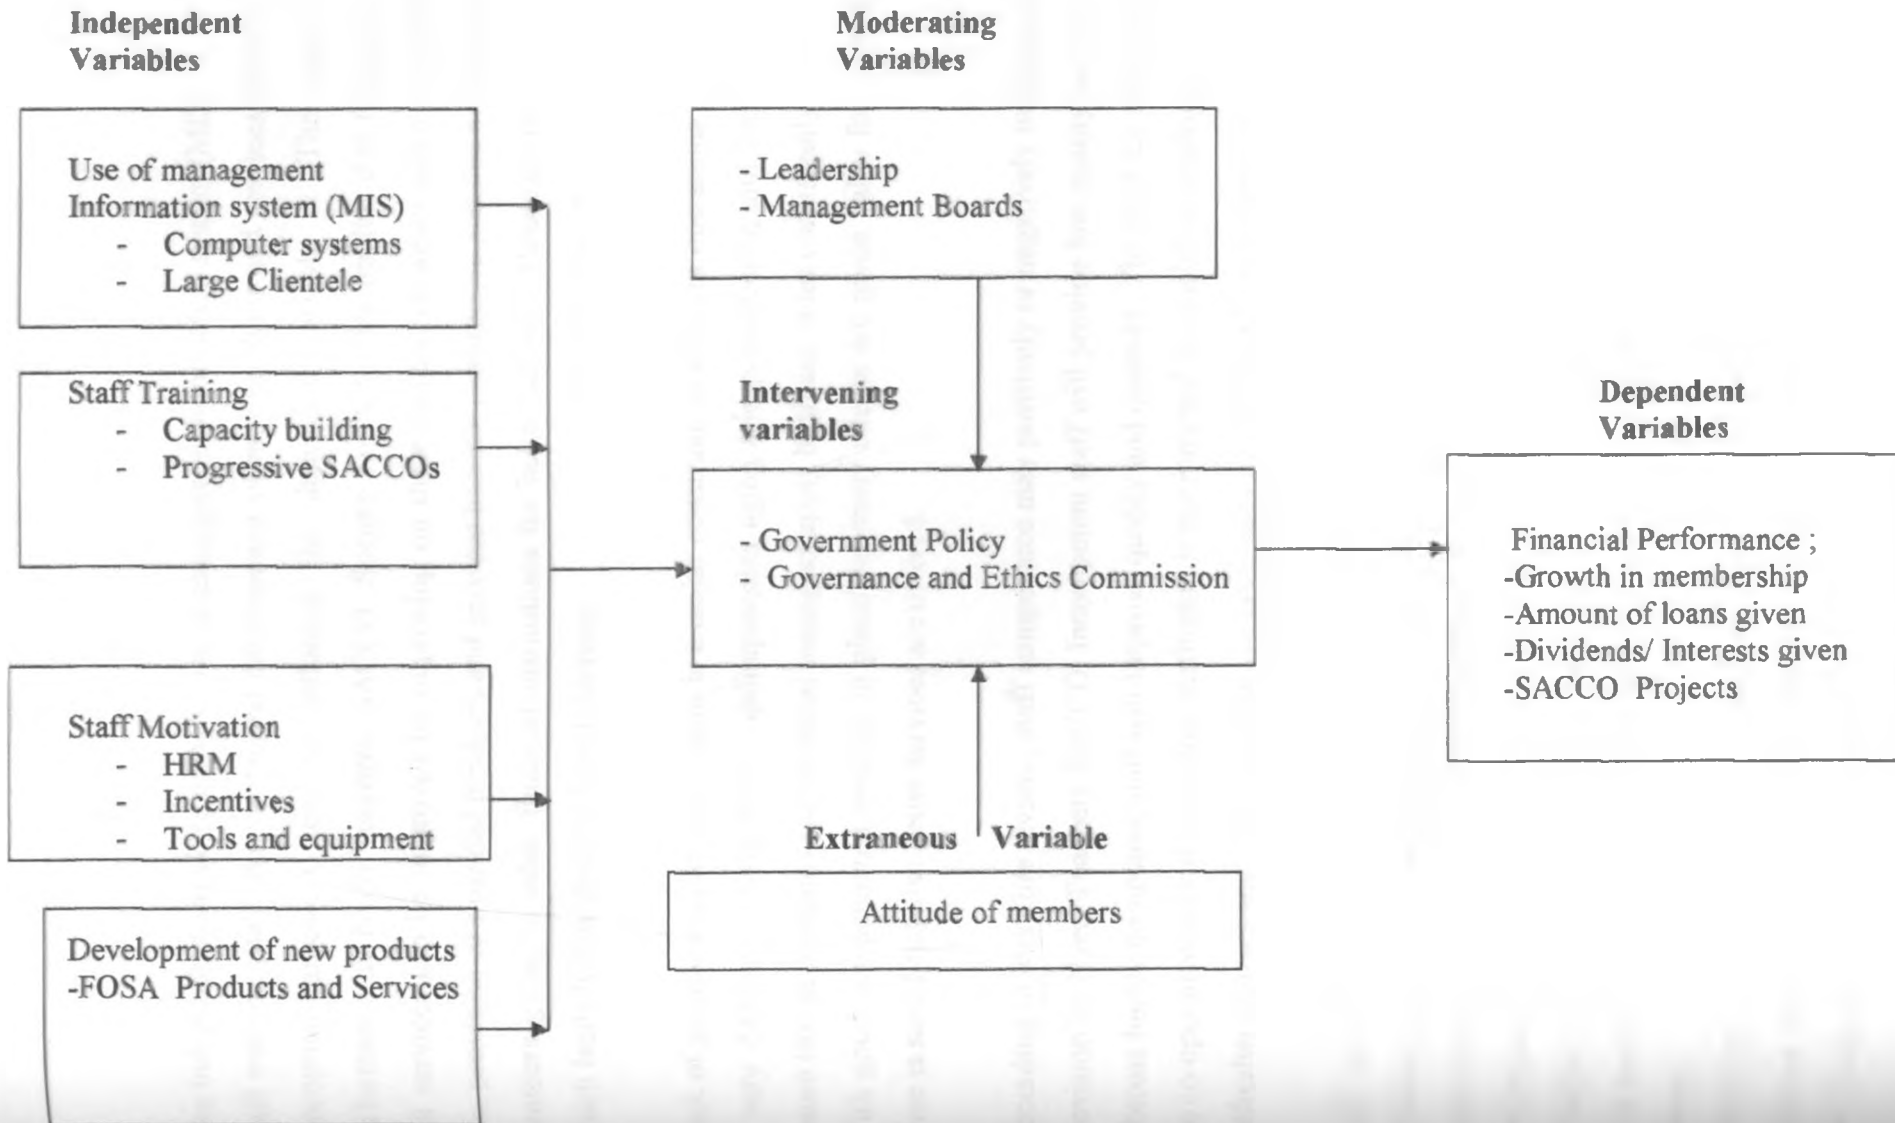 Independent
Variables
Use of management
Information system (MIS)
- Computer systems
- Large Clientele
Staff Training
- Capacity building
- Progressive SACCOs
Staff Motivation
- HRM
- Incentives
- Tools and equipment
Development of new products
-FOSA Products and Services
Moderating
Variables
- Leadership
- Management Boards
Intervening
variables
- Government Policy
- Governance and Ethics Commission
Extraneous Variable
Attitude of members
Dependent
Variables
Financial Performance ;
-Growth in membership
-Amount of loans given
-Dividends/ Interests given
-SACCO Projects